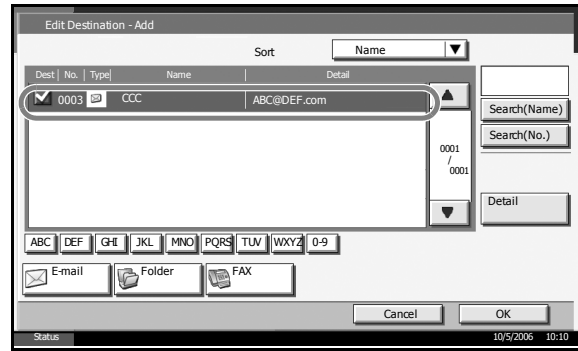 Edit Destination - Add
Sort Name
Dest No. Type Name Detail
0003 CCC ABC@DEF.com
Search(Name)
Search(No.)
0001
/
0001
Detail
ABC DEF GHI JKL MNO PQRS TUV WXYZ 0-9
E-mail Folder FAX
Cancel OK
Status 10/5/2006 10:10